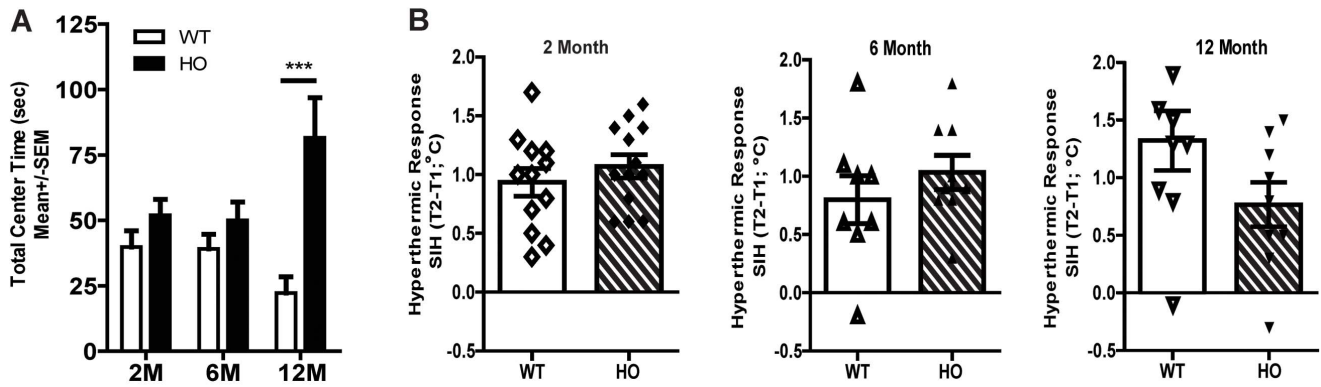 A
Total Center Time (sec)
Mean+/-SEM
125
100
75
50
25
0
WT
HO
***
2M
6M
12M
B
2 Month
Hyperthermic Response
SIH (T2-T1; °C)
2.0
1.5
1.0
0.5
0.0
-0.5
WT
HO
6 Month
Hyperthermic Response
SIH (T2-T1; °C)
2.0
1.5
1.0
0.5
0.0
-0.5
WT
HO
12 Month
Hyperthermic Response
SIH (T2-T1; °C)
2.0
1.5
1.0
0.5
0.0
-0.5
WT
HO